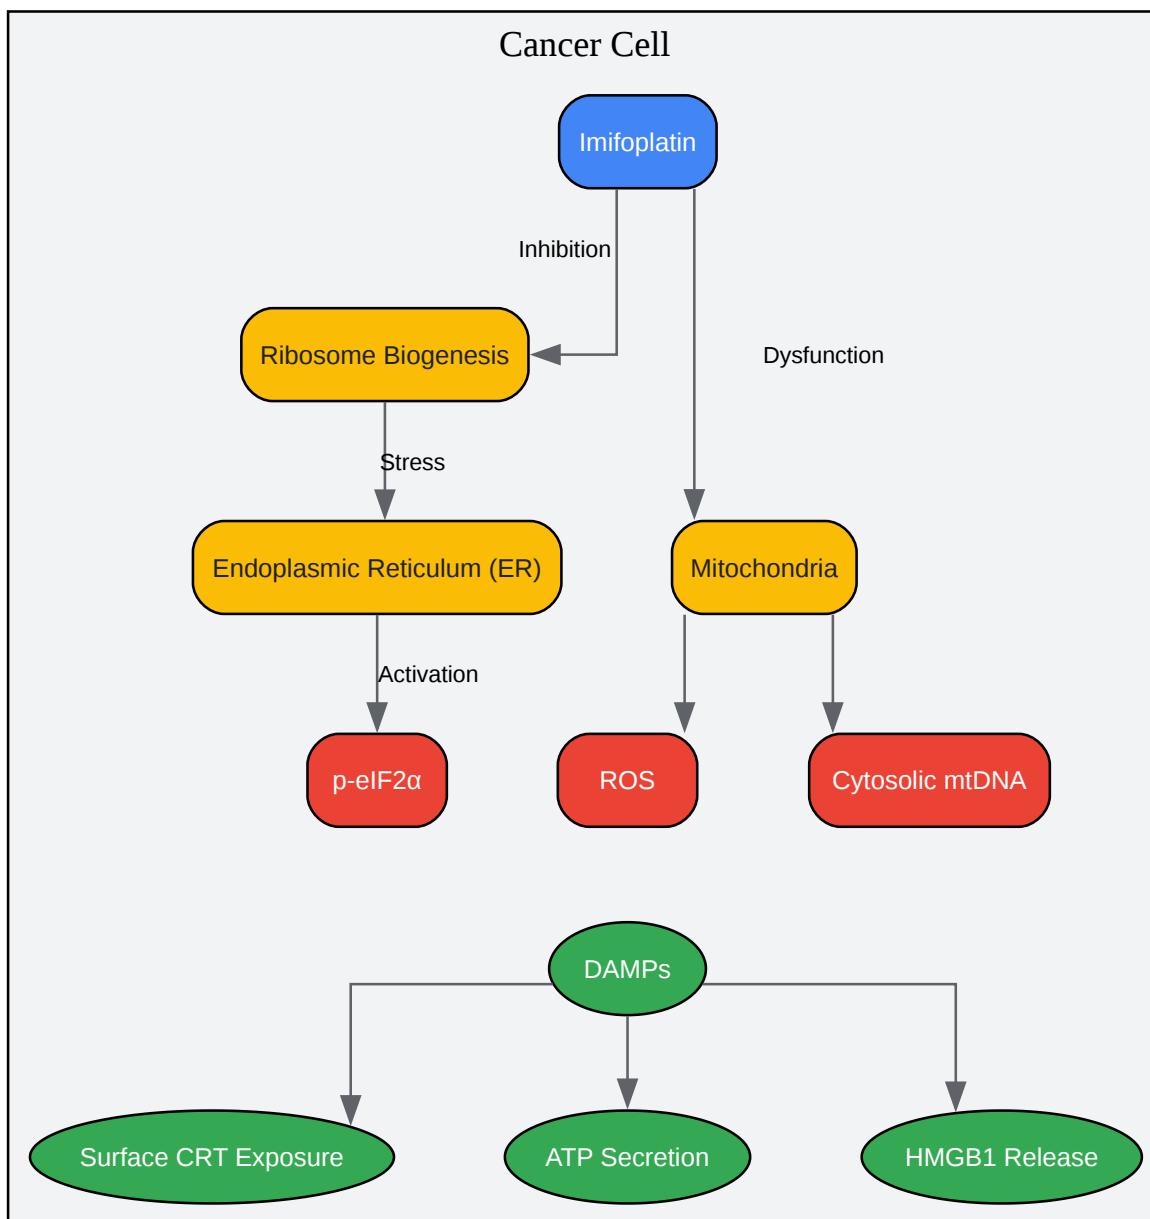 Cancer Cell
Imifoplatin
Inhibition
Ribosome Biogenesis
Dysfunction
Stress
Endoplasmic Reticulum (ER)
Mitochondria
Activation
p-eIF2α
ROS
Cytosolic mtDNA
DAMPs
Surface CRT Exposure
ATP Secretion
HMGB1 Release